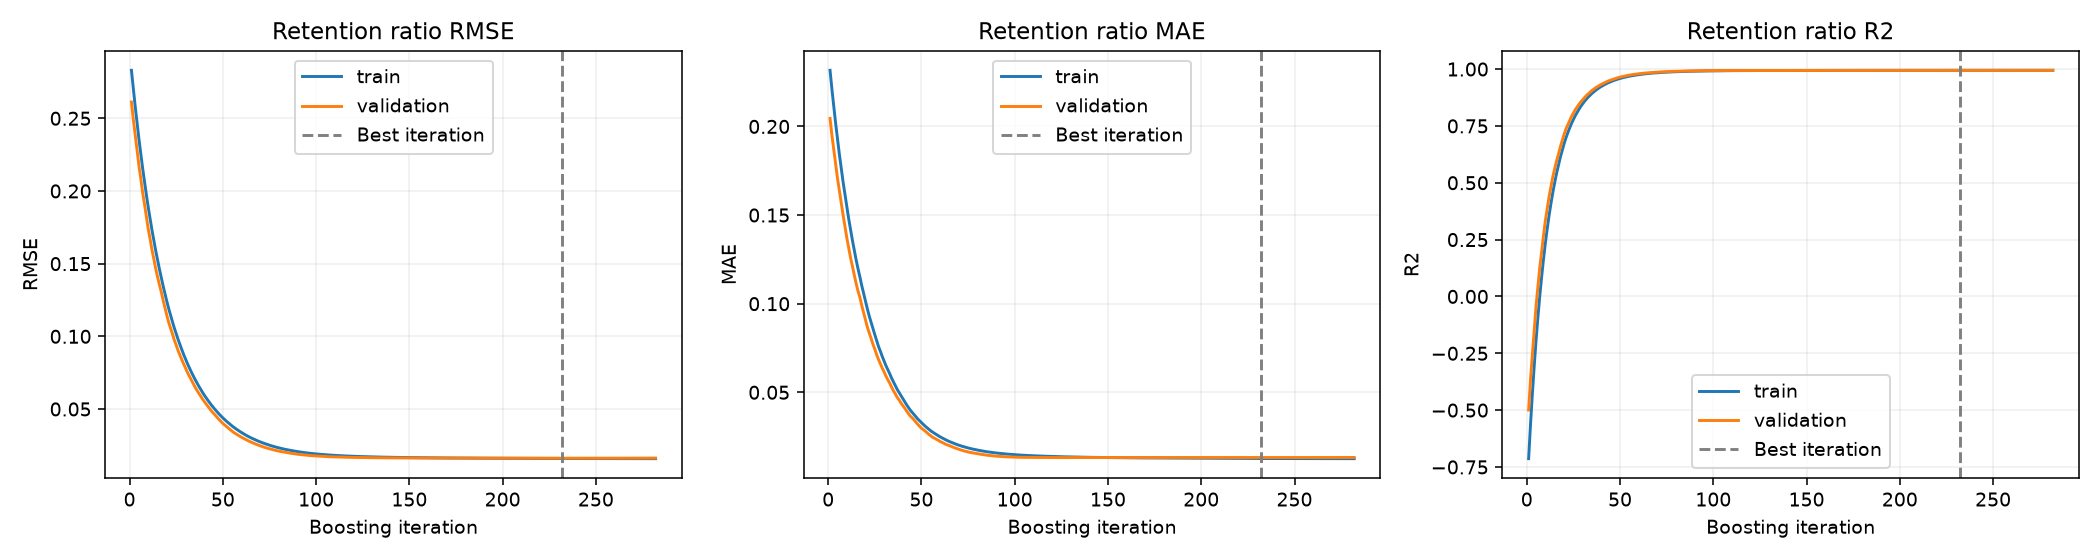 Retention ratio RMSE
RMSE
0.25
0.20
0.15
0.10
0.05
train
validation
Best iteration
0 50 100 150 200 250
Boosting iteration
Retention ratio MAE
MAE
0.20
0.15
0.10
0.05
train
validation
Best iteration
0 50 100 150 200 250
Boosting iteration
Retention ratio R2
R2
1.00
0.75
0.50
0.25
0.00
−0.25
−0.50
−0.75
train
validation
Best iteration
0 50 100 150 200 250
Boosting iteration